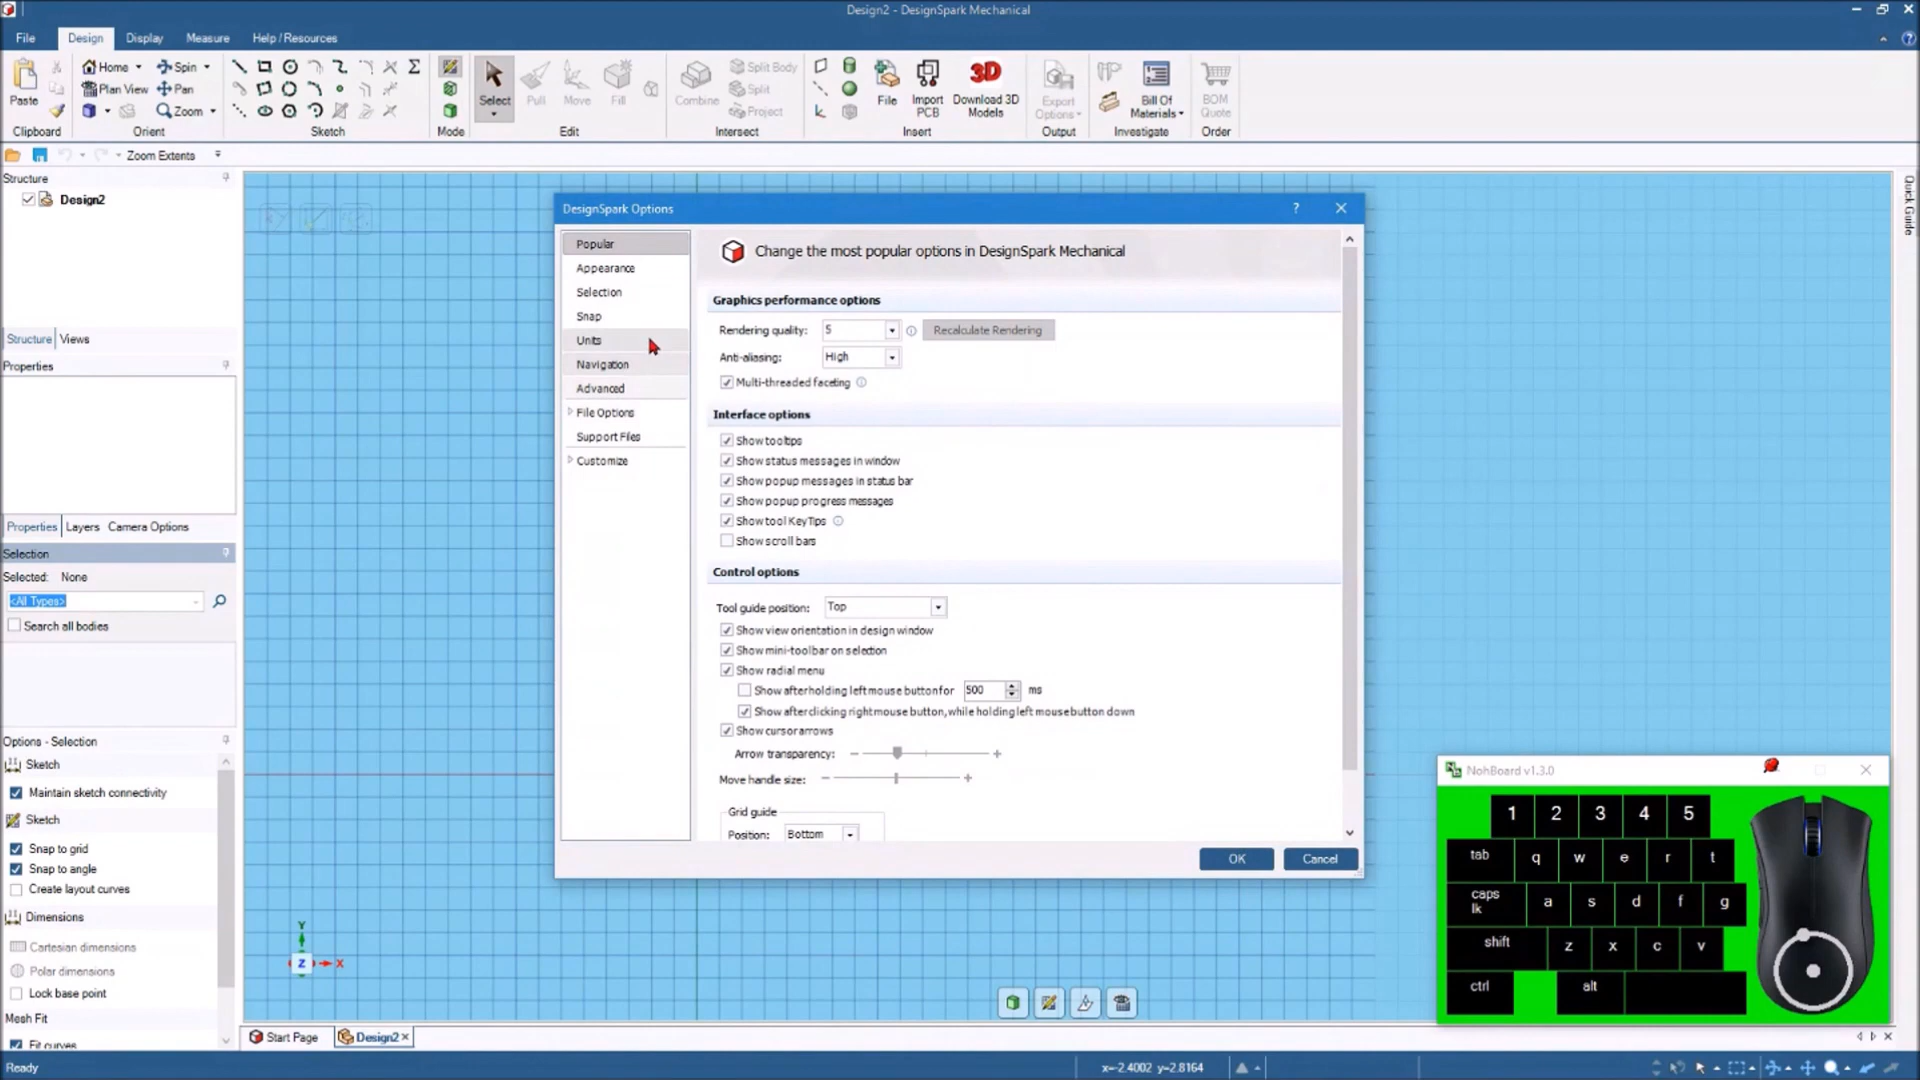 Design2 - DesignSpark Mechanical
File Design Display Measure Help / Resources
Home Spin
Plan View Pan
Zoom
Paste
Select Pull Move Fill
Combine
Split Body
Split
Project
File
Import PCB
Download 3D Models
3D
Export Options
Bill Of Materials
BOM Quote
Clipboard Orient Sketch Mode Edit Intersect Insert Output Investigate Order
Zoom Extents
Structure
Design2
Structure Views
Properties
Properties Layers Camera Options
Selection
Selected: None
<All Types>
Search all bodies
Options - Selection
Sketch
Maintain sketch connectivity
Sketch
Snap to grid
Snap to angle
Create layout curves
Dimensions
Cartesian dimensions
Polar dimensions
Lock base point
Mesh Fit
Fit curves
Quick Guide
DesignSpark Options
?
Popular
Appearance
Selection
Snap
Units
Navigation
Advanced
File Options
Support Files
Customize
Change the most popular options in DesignSpark Mechanical
Graphics performance options
Rendering quality: 5 Recalculate Rendering
Anti-aliasing: High
Multi-threaded faceting
Interface options
Show tooltips
Show status messages in window
Show popup messages in status bar
Show popup progress messages
Show tool KeyTips
Show scroll bars
Control options
Tool guide position: Top
Show view orientation in design window
Show mini-toolbar on selection
Show radial menu
Show after holding left mouse button for 500 ms
Show after clicking right mouse button, while holding left mouse button down
Show cursor arrows
Arrow transparency: − +
Move handle size: − +
Grid guide
Position: Bottom
OK Cancel
Y
Z X
NohBoard v1.3.0
1 2 3 4 5
tab q w e r t
caps lk a s d f g
shift z x c v
ctrl alt
Start Page Design2
Ready x=-2.4002 y=2.8164